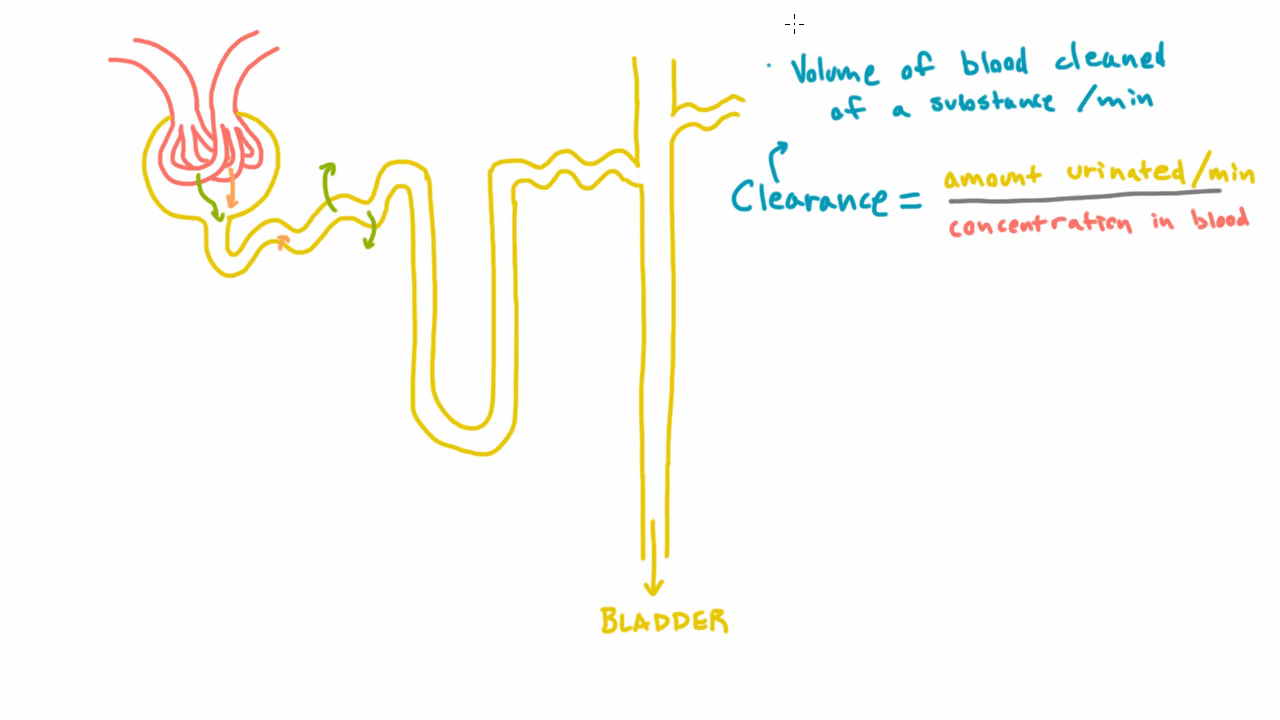 Volume of blood cleaned
of a substance /min
Clearance = amount urinated/min
concentration in blood
BLADDER